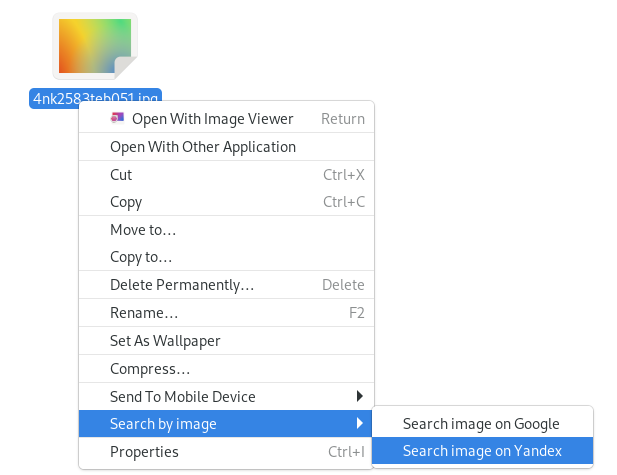 4nk2583teb051.jpg
Open With Image Viewer Return
Open With Other Application
Cut Ctrl+X
Copy Ctrl+C
Move to…
Copy to…
Delete Permanently… Delete
Rename… F2
Set As Wallpaper
Compress…
Send To Mobile Device
Search by image
Search image on Google
Search image on Yandex
Properties Ctrl+I